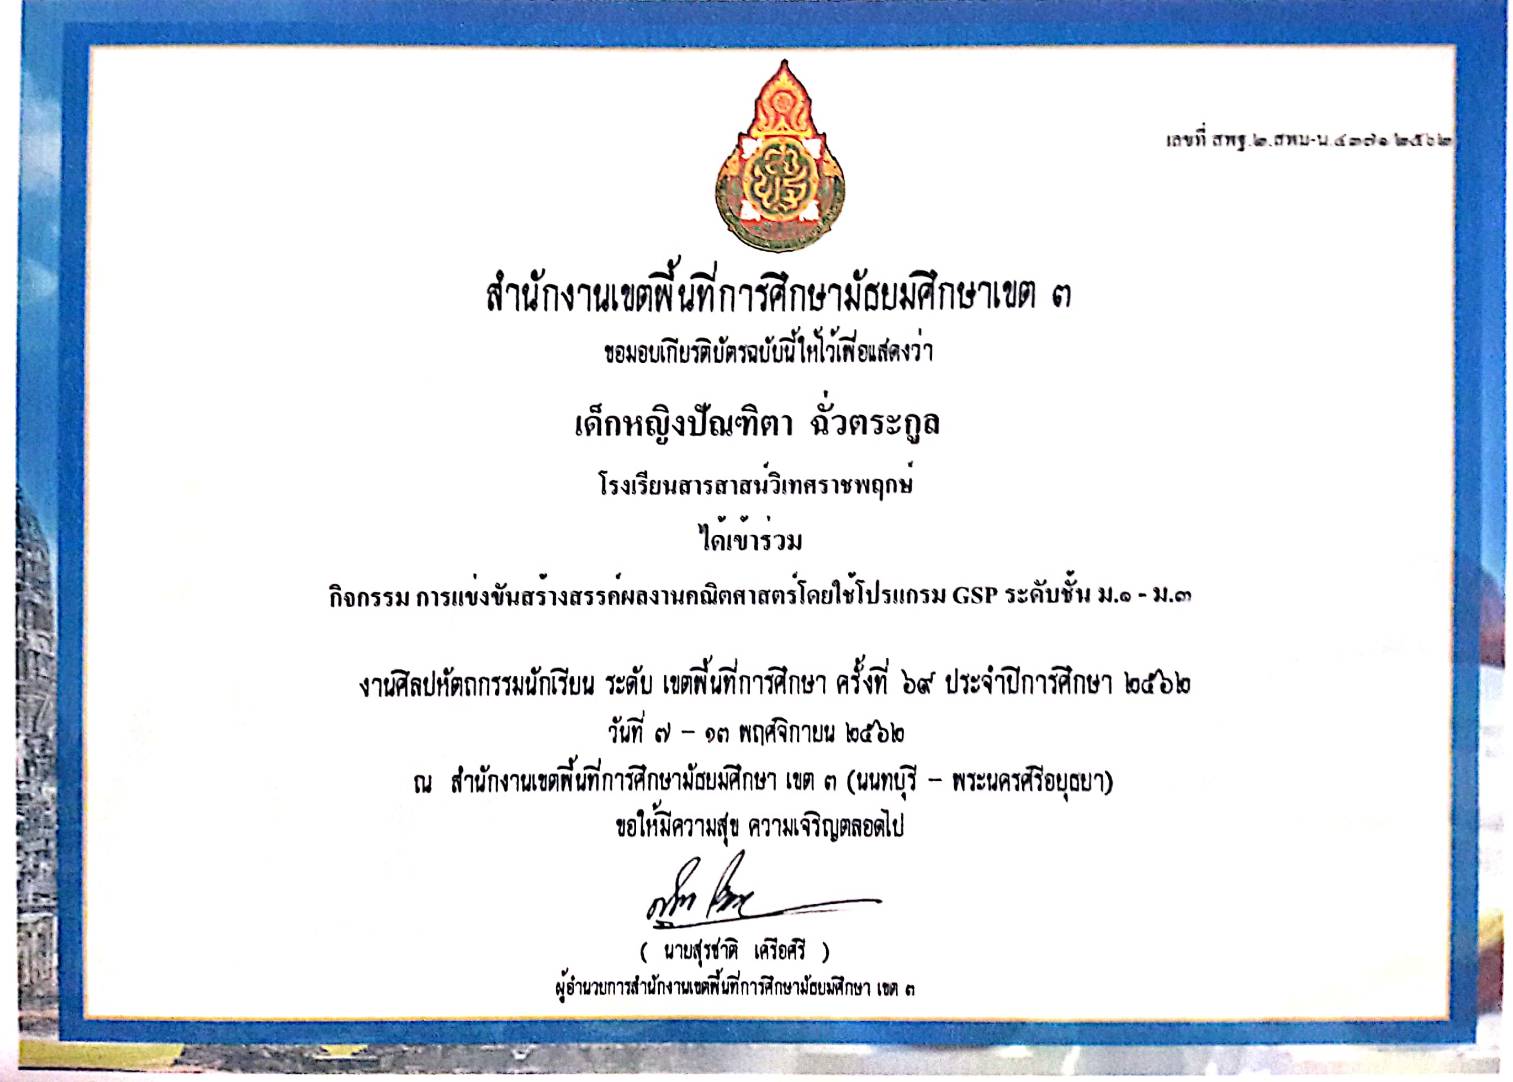 เลขที่ สพฐ.๒.สพม-น.๔๓๗๑ ๒๕๖๒
สำนักงานเขตพื้นที่การศึกษามัธยมศึกษาเขต ๓
ขอมอบเกียรติบัตรฉบับนี้ให้ไว้เพื่อแสดงว่า
เด็กหญิงปัณฑิตา ฉั่วตระกูล
โรงเรียนสารสาสน์วิเทศราชพฤกษ์
ได้เข้าร่วม
กิจกรรม การแข่งขันสร้างสรรค์ผลงานคณิตศาสตร์โดยใช้โปรแกรม GSP ระดับชั้น ม.๑ - ม.๓
งานศิลปหัตถกรรมนักเรียน ระดับ เขตพื้นที่การศึกษา ครั้งที่ ๖๙ ประจำปีการศึกษา ๒๕๖๒
วันที่ ๗ – ๑๓ พฤศจิกายน ๒๕๖๒
ณ สำนักงานเขตพื้นที่การศึกษามัธยมศึกษา เขต ๓ (นนทบุรี – พระนครศรีอยุธยา)
ขอให้มีความสุข ความเจริญตลอดไป
( นายสุรชาติ เครือศรี )
ผู้อำนวยการสำนักงานเขตพื้นที่การศึกษามัธยมศึกษา เขต ๓